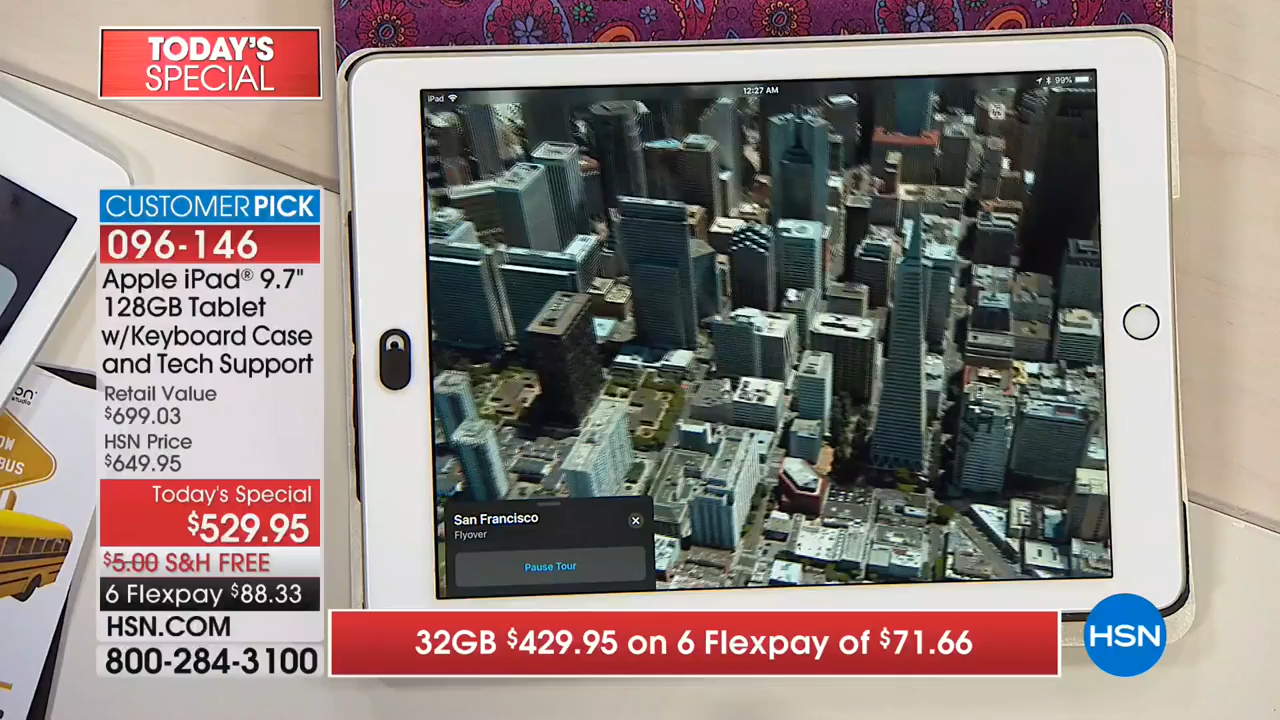 TODAY'S
SPECIAL
CUSTOMER PICK
096-146
Apple iPad® 9.7"
128GB Tablet
w/Keyboard Case
and Tech Support
Retail Value
$699.03
HSN Price
$649.95
Today's Special
$529.95
$5.00 S&H FREE
6 Flexpay $88.33
HSN.COM
800-284-3100
iPad
12:27 AM
99%
San Francisco
Flyover
Pause Tour
32GB $429.95 on 6 Flexpay of $71.66
HSN